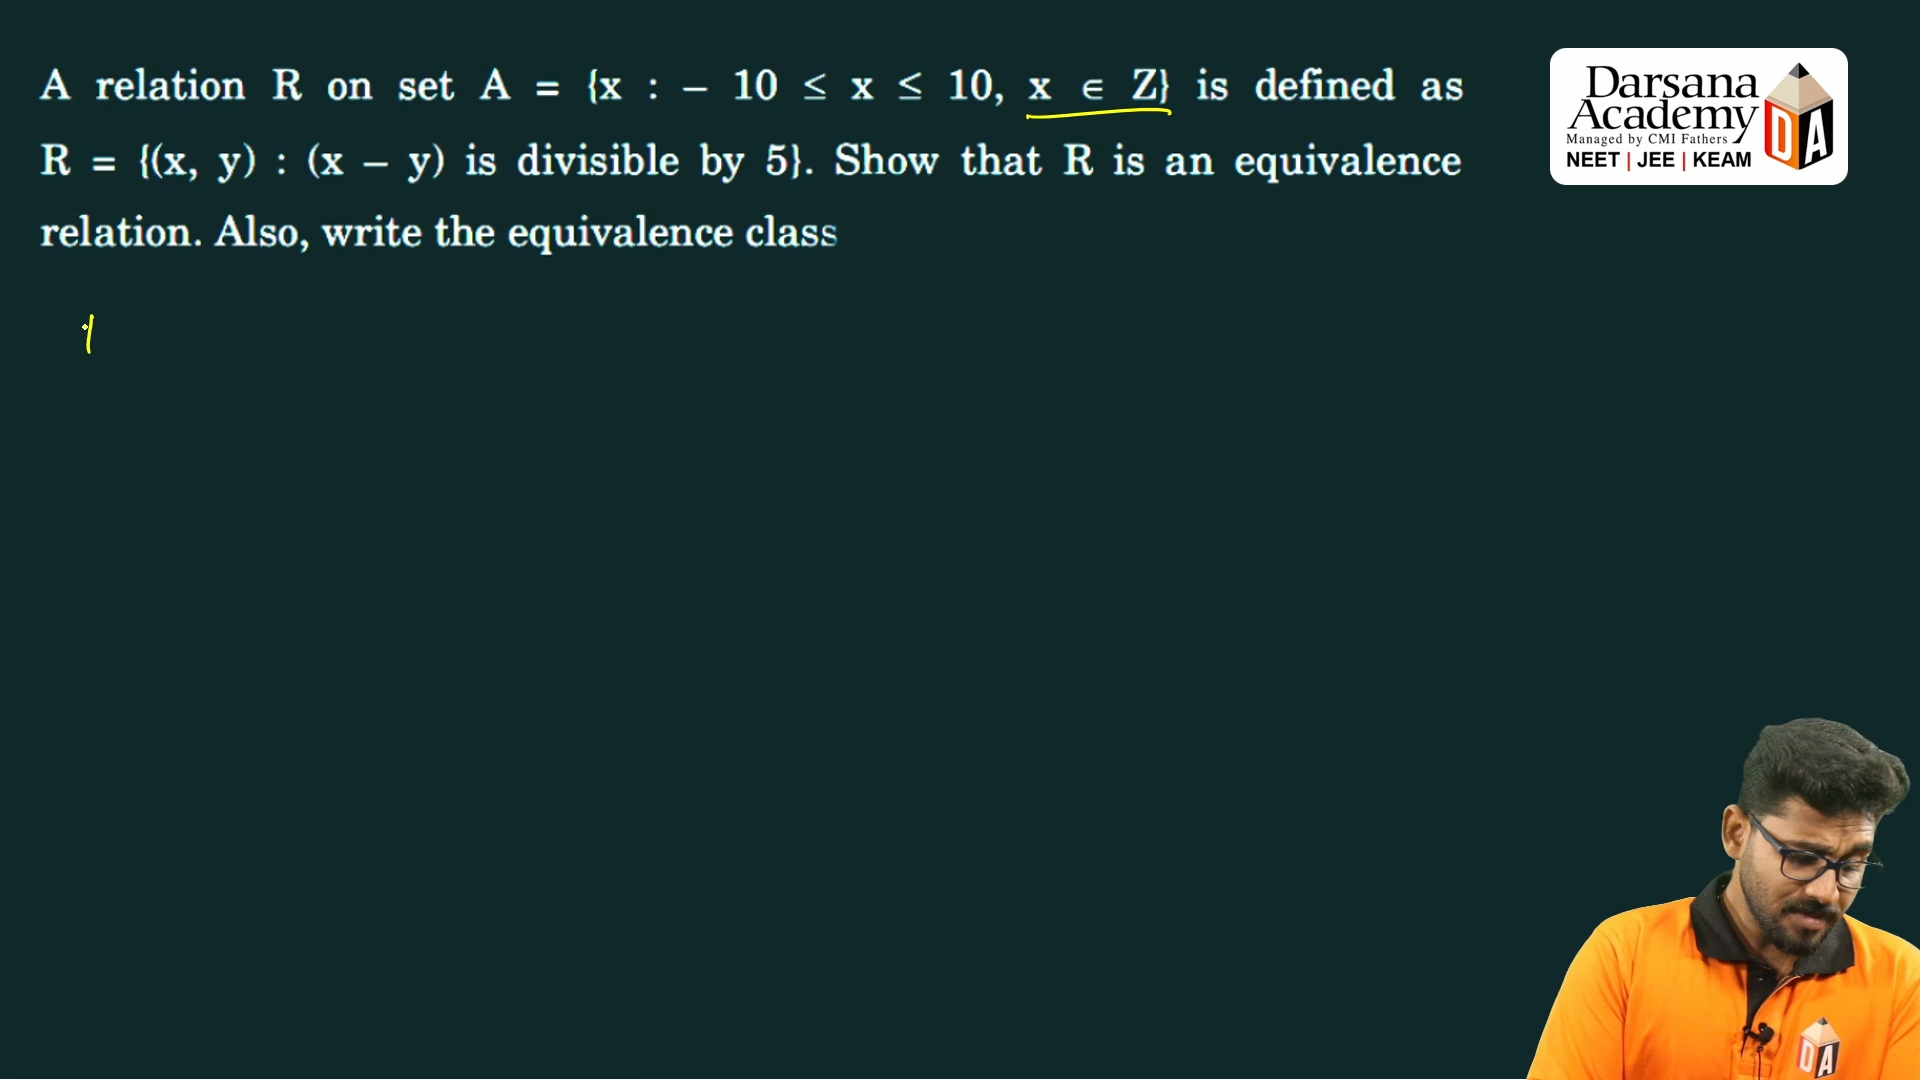 A relation R on set A = {x : – 10 ≤ x ≤ 10, x ∈ Z} is defined as
R = {(x, y) : (x – y) is divisible by 5}. Show that R is an equivalence
relation. Also, write the equivalence class
Darsana
Academy
Managed by CMI Fathers
NEET | JEE | KEAM
DA
DA